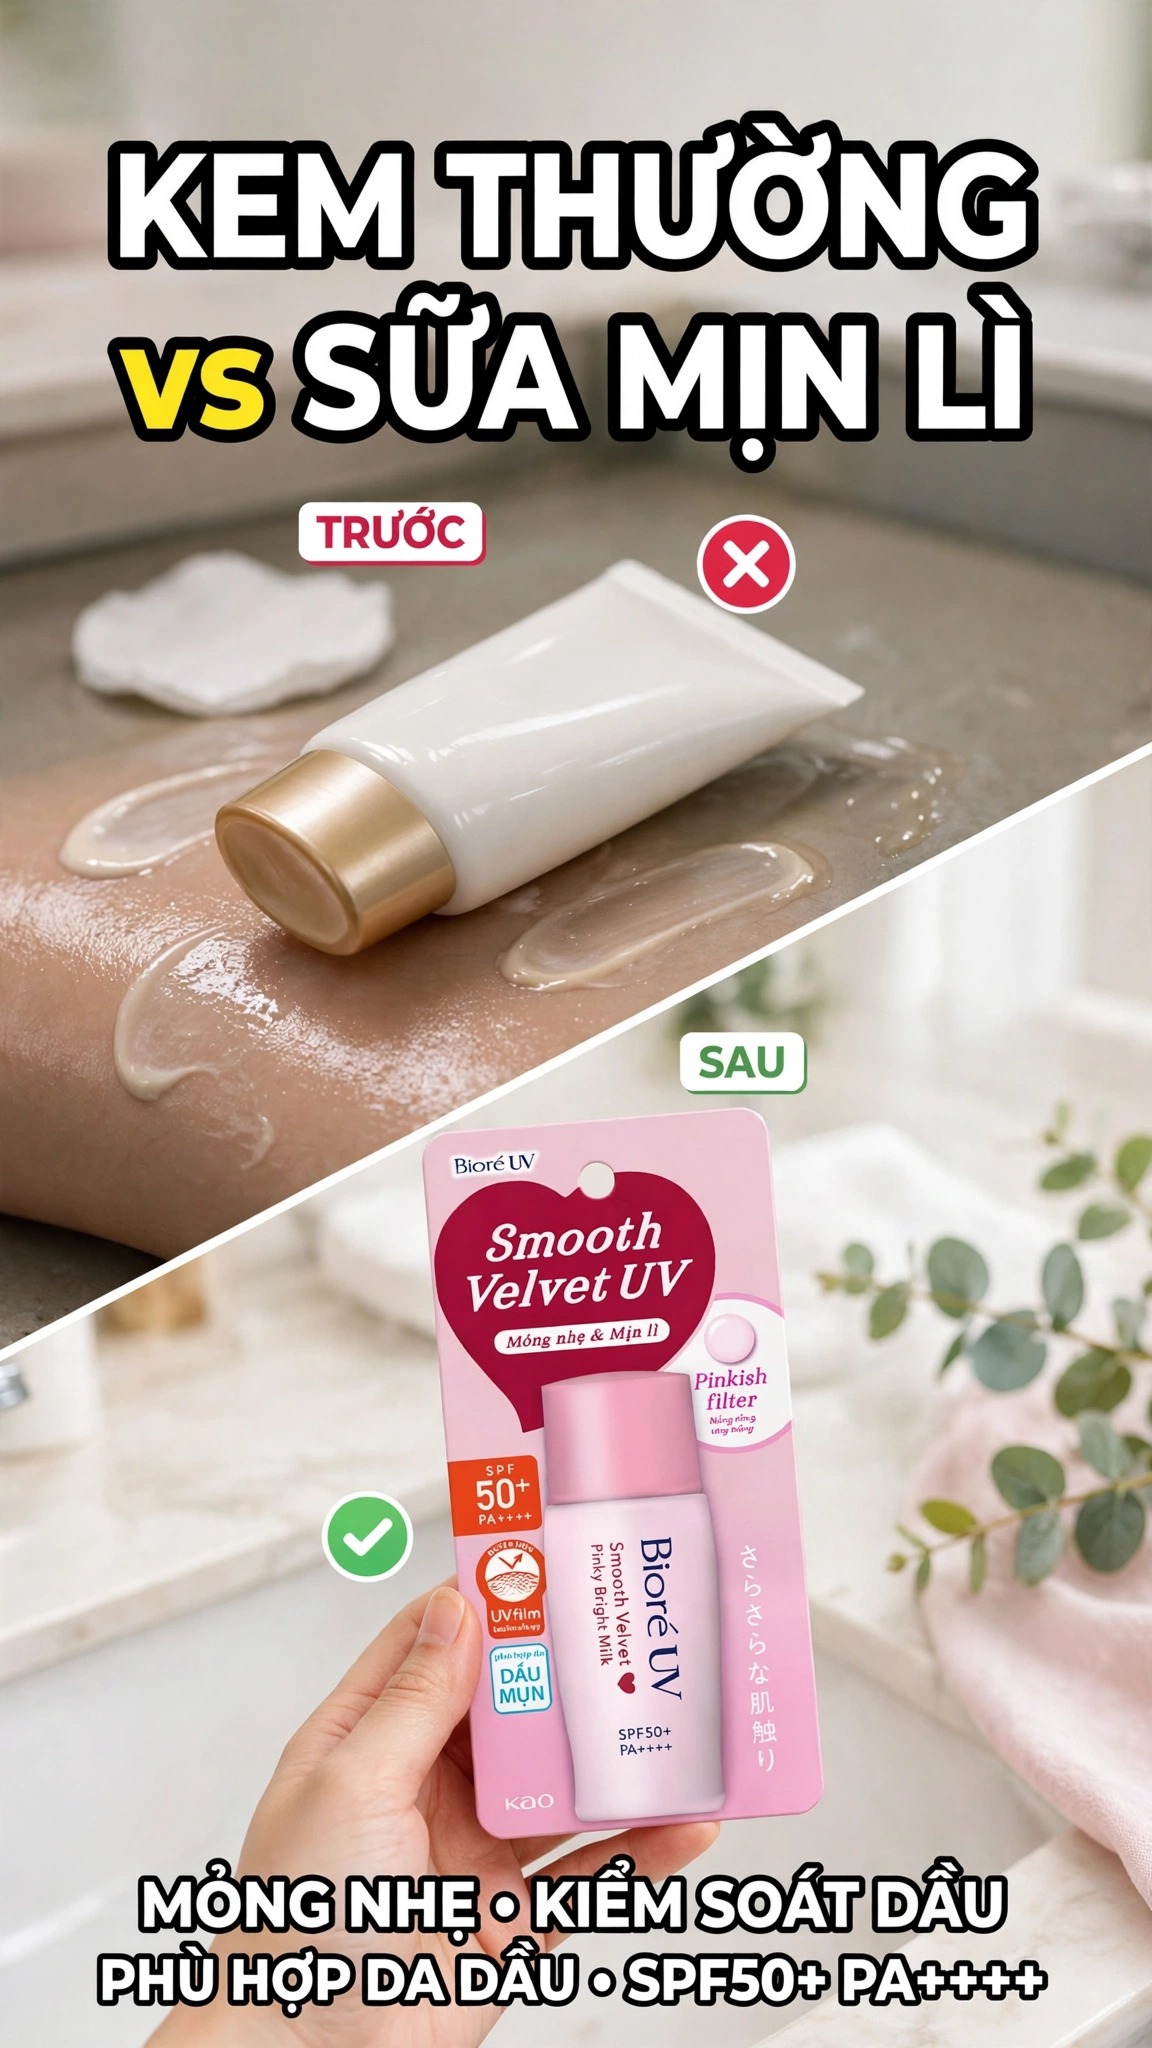 KEM THƯỜNG
VS SỮA MỊN LÌ
TRƯỚC
SAU
Bioré UV
Smooth
Velvet UV
Mỏng nhẹ & Mịn lì
Pinkish
filter
SPF
50+
PA++++
UV film
DẦU
MỤN
Bioré UV
Smooth Velvet
Pinky Bright Milk
SPF50+
PA++++
さらさらな肌触り
Kao
MỎNG NHẸ • KIỂM SOÁT DẦU
PHÙ HỢP DA DẦU • SPF50+ PA++++